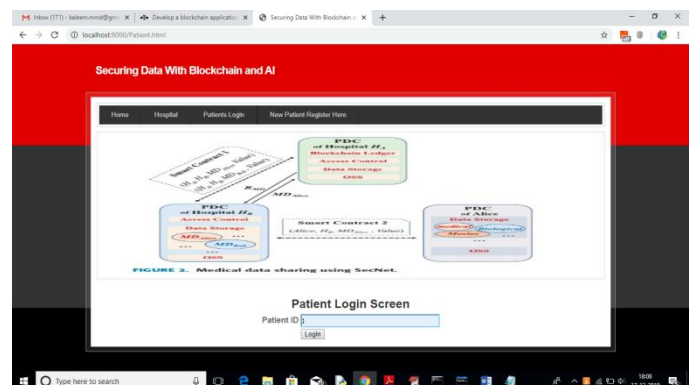 Inbox (171) - kaleem.mmd@gm
Develop a blockchain application
Securing Data With Blockchain a
localhost:8000/Patient.html
Securing Data With Blockchain and AI
Home Hospital Patients Login New Patient Register Here
PDC
of Hospital
Blockchain Ledger
Access Control
Data Storage
OSS
Smart Contract 1
PDC
of Hospital
Access Control
Data Storage
...
OSS
Smart Contract 2
PDC
of Alice
Data Storage
medical Biological
Movies ...
OSS
FIGURE 2. Medical data sharing using SecNet.
Patient Login Screen
Patient ID
Login
Type here to search
18:08